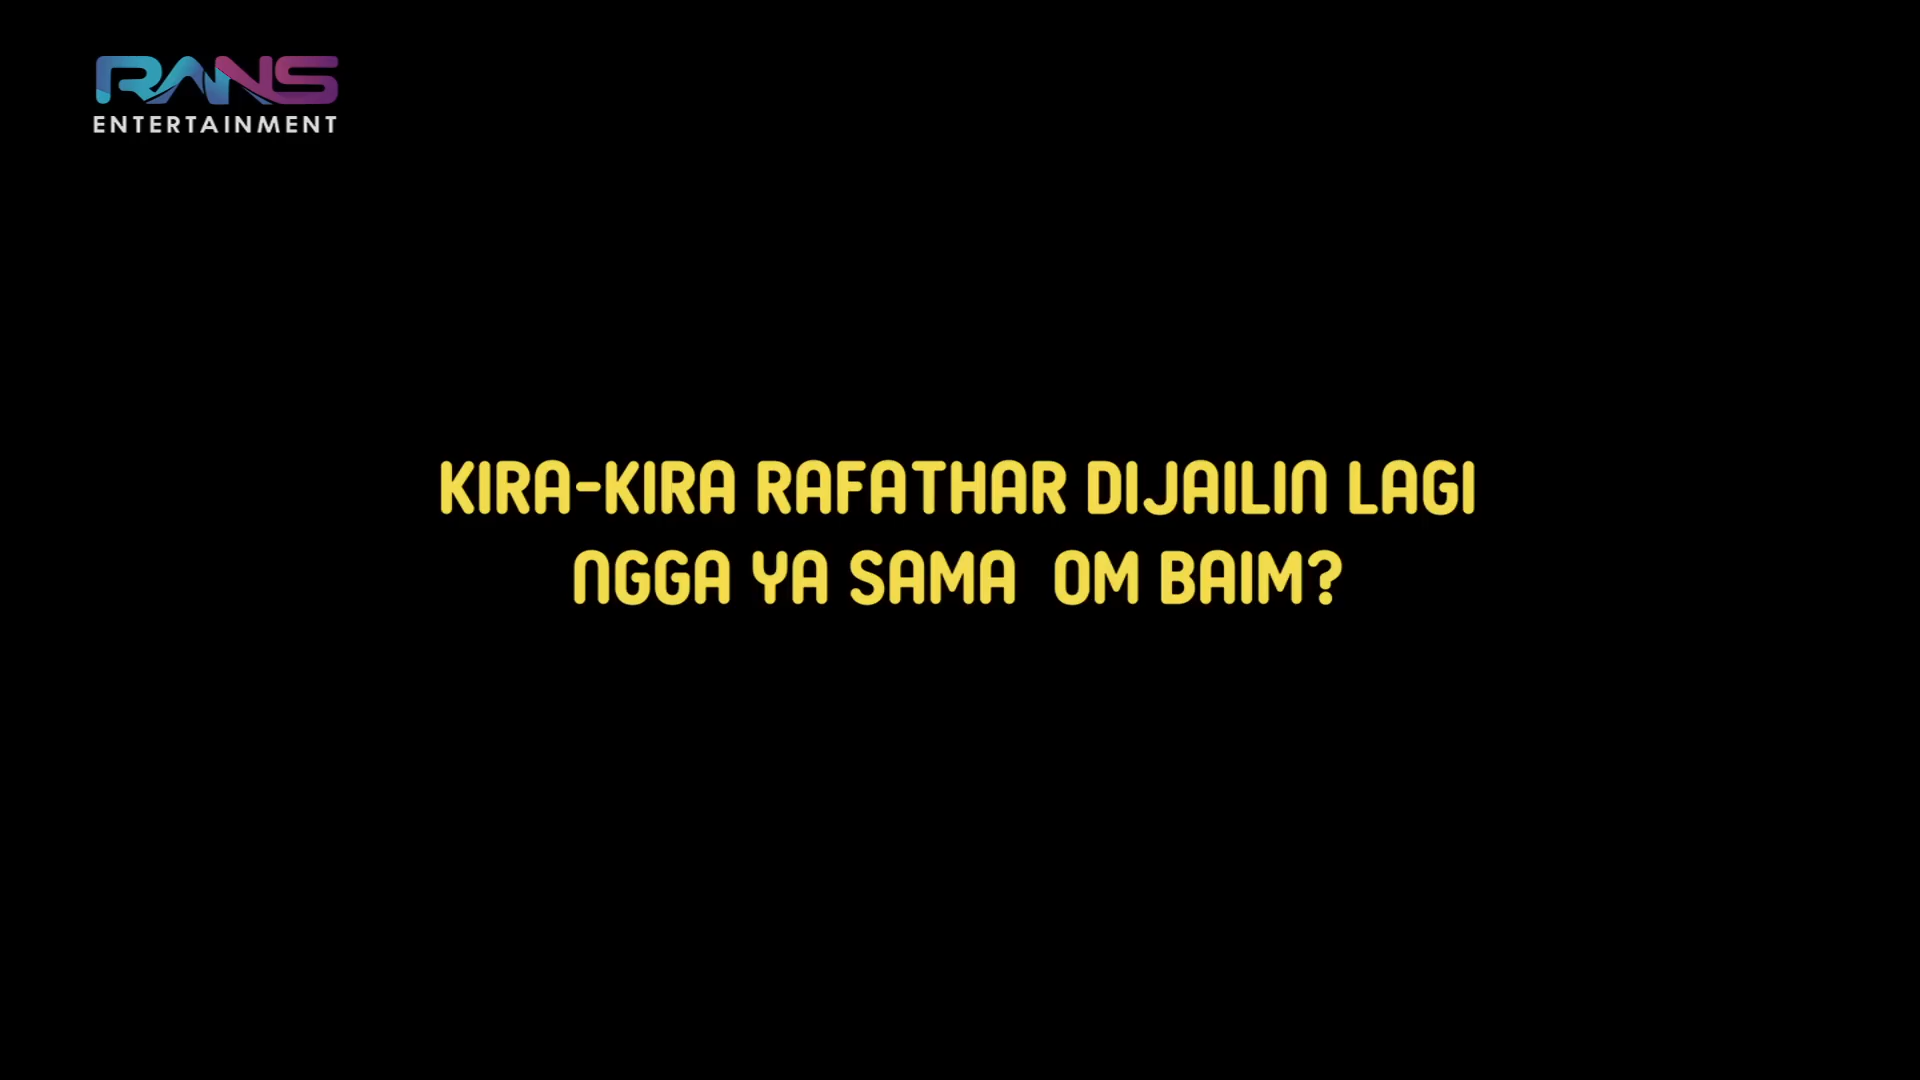 RANS
ENTERTAINMENT
KIRA-KIRA RAFATHAR DIJAILIN LAGI
NGGA YA SAMA  OM BAIM?